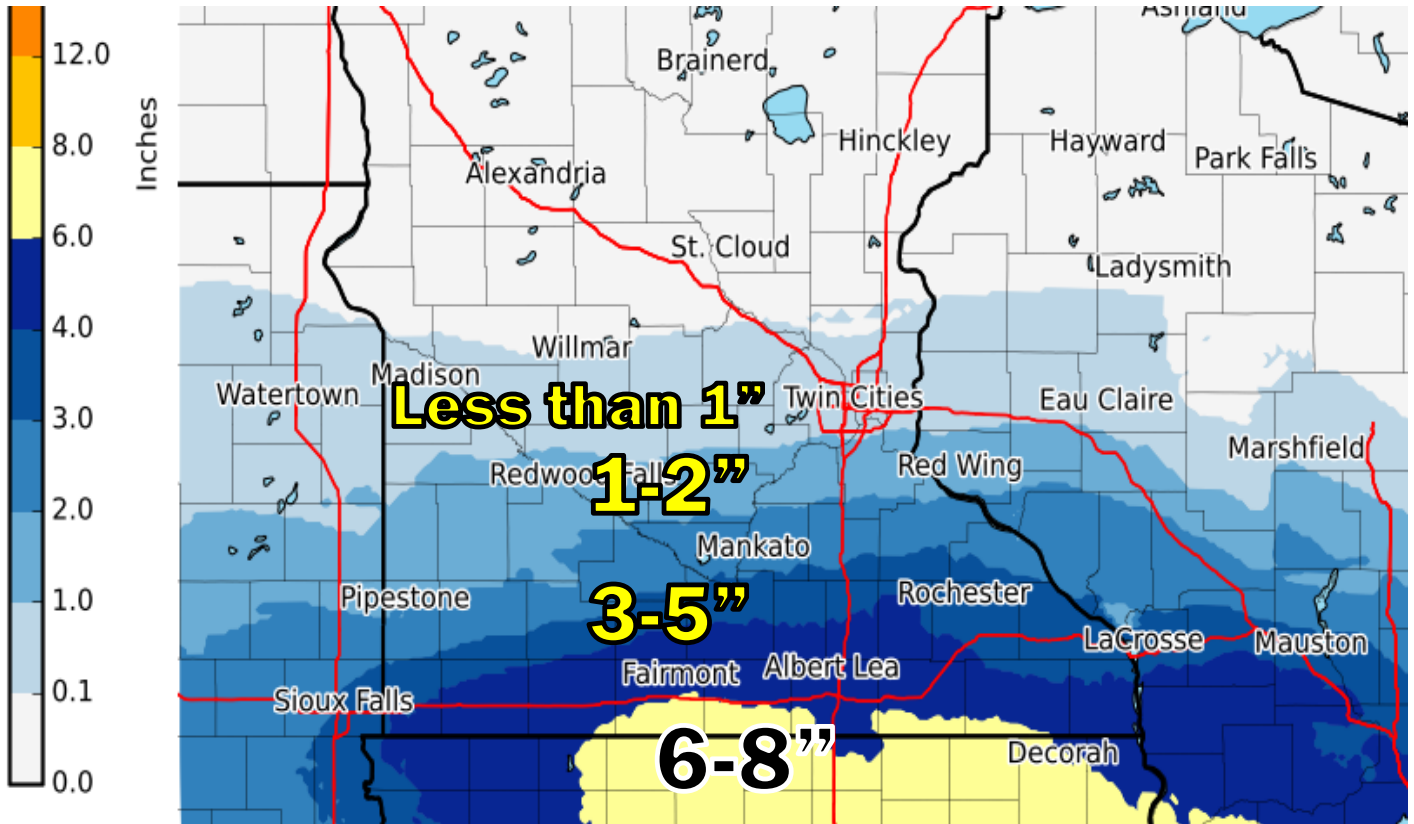 Ashland
12.0
Brainerd
8.0
Inches
Hinckley
Hayward
Park Falls
Alexandria
6.0
St. Cloud
Ladysmith
4.0
Willmar
Madison
Watertown
Less than 1”
Twin Cities
Eau Claire
3.0
Marshfield
Redwood Falls
1-2”
Red Wing
2.0
Mankato
1.0
Pipestone
3-5”
Rochester
LaCrosse
Mauston
0.1
Fairmont
Albert Lea
Sioux Falls
6-8”
Decorah
0.0